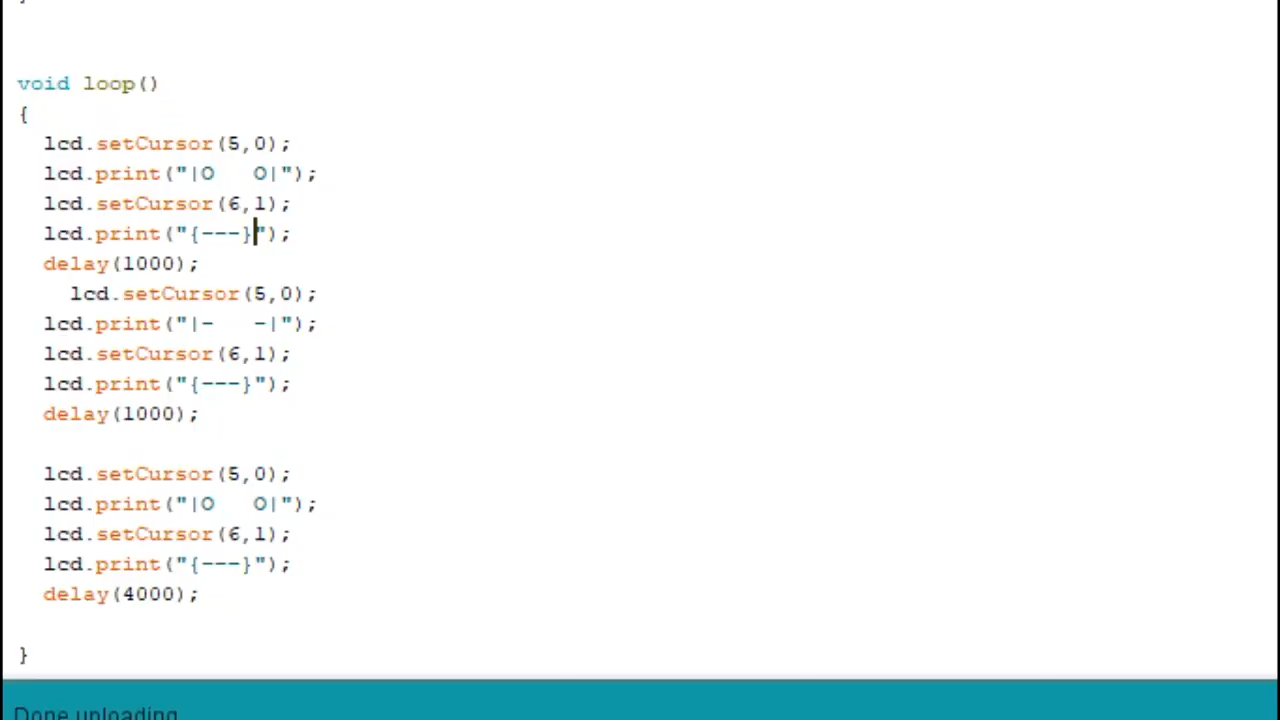 }
void loop()
{
  lcd.setCursor(5,0);
  lcd.print("|O   O|");
  lcd.setCursor(6,1);
  lcd.print("{---}");
  delay(1000);
    lcd.setCursor(5,0);
  lcd.print("|-   -|");
  lcd.setCursor(6,1);
  lcd.print("{---}");
  delay(1000);
  lcd.setCursor(5,0);
  lcd.print("|O   O|");
  lcd.setCursor(6,1);
  lcd.print("{---}");
  delay(4000);
}
Done uploading